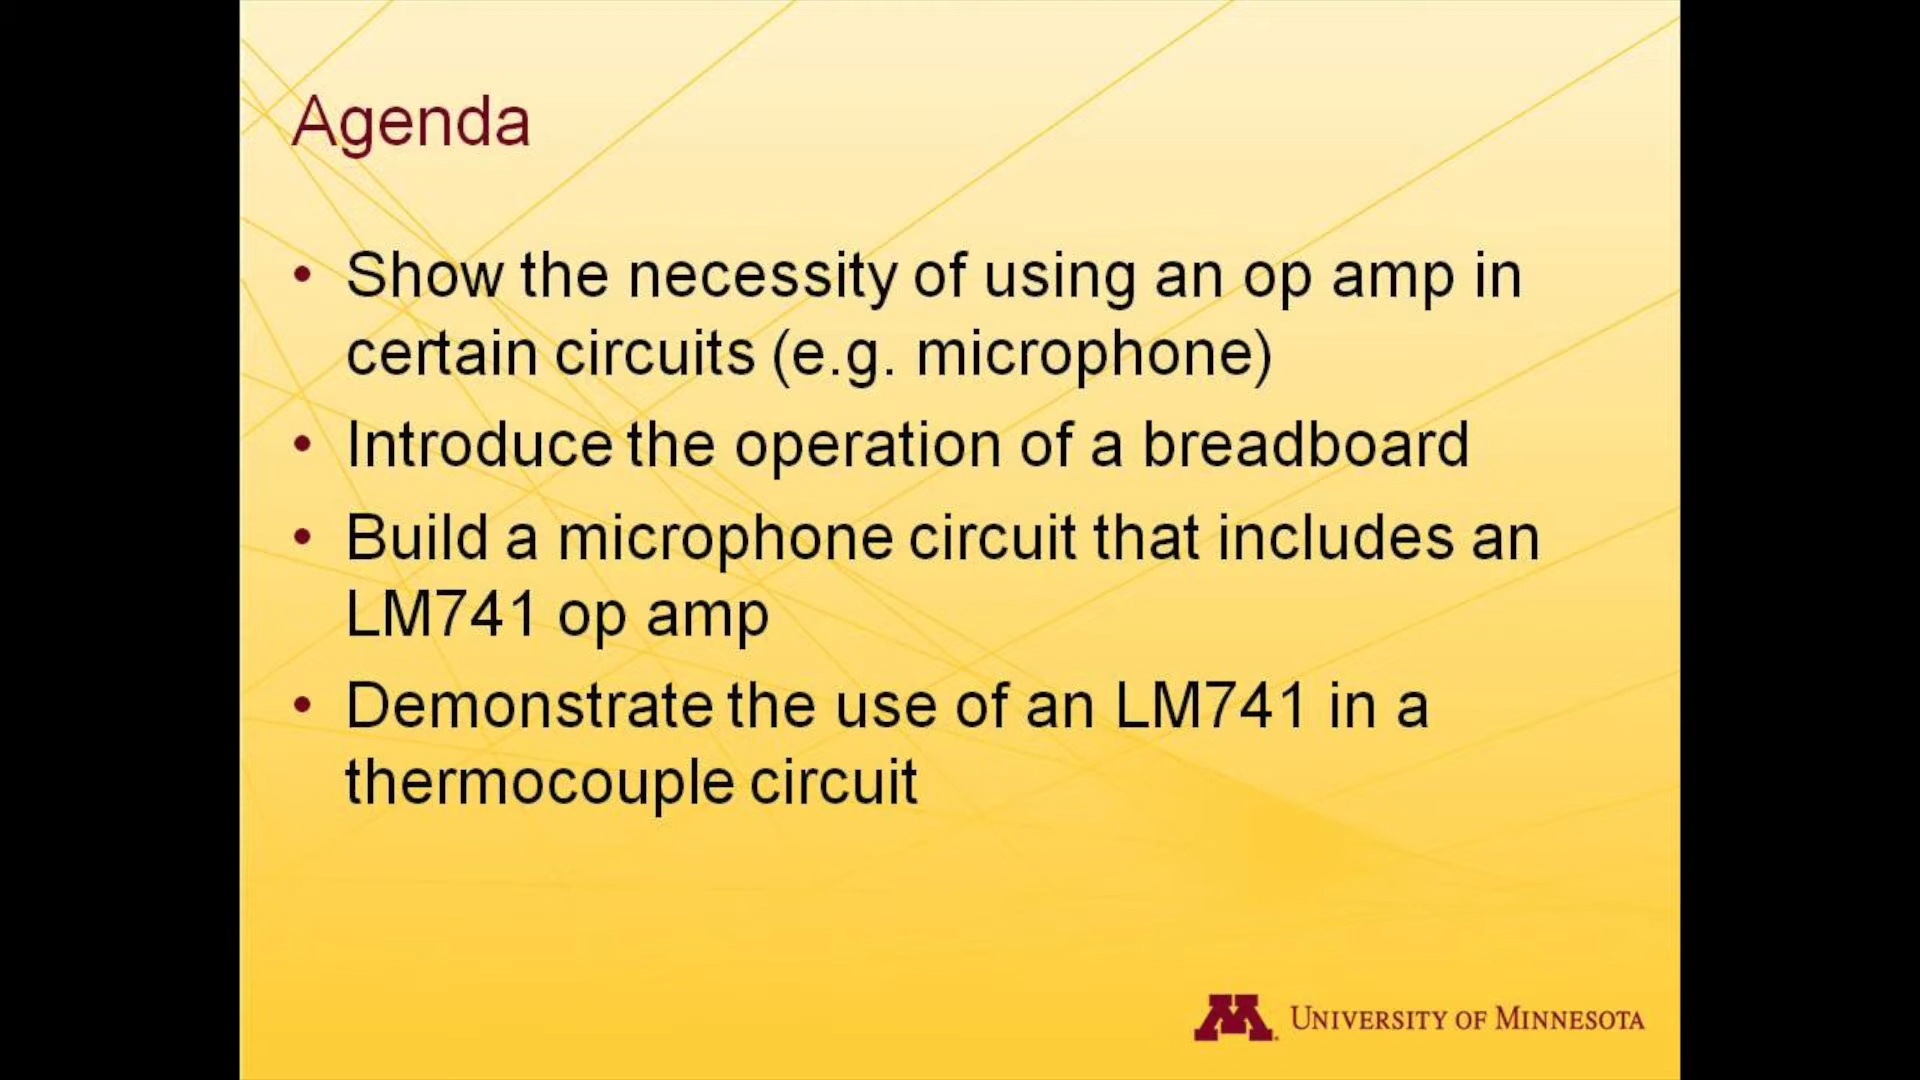 Agenda
• Show the necessity of using an op amp in
certain circuits (e.g. microphone)
• Introduce the operation of a breadboard
• Build a microphone circuit that includes an
LM741 op amp
• Demonstrate the use of an LM741 in a
thermocouple circuit
M UNIVERSITY OF MINNESOTA